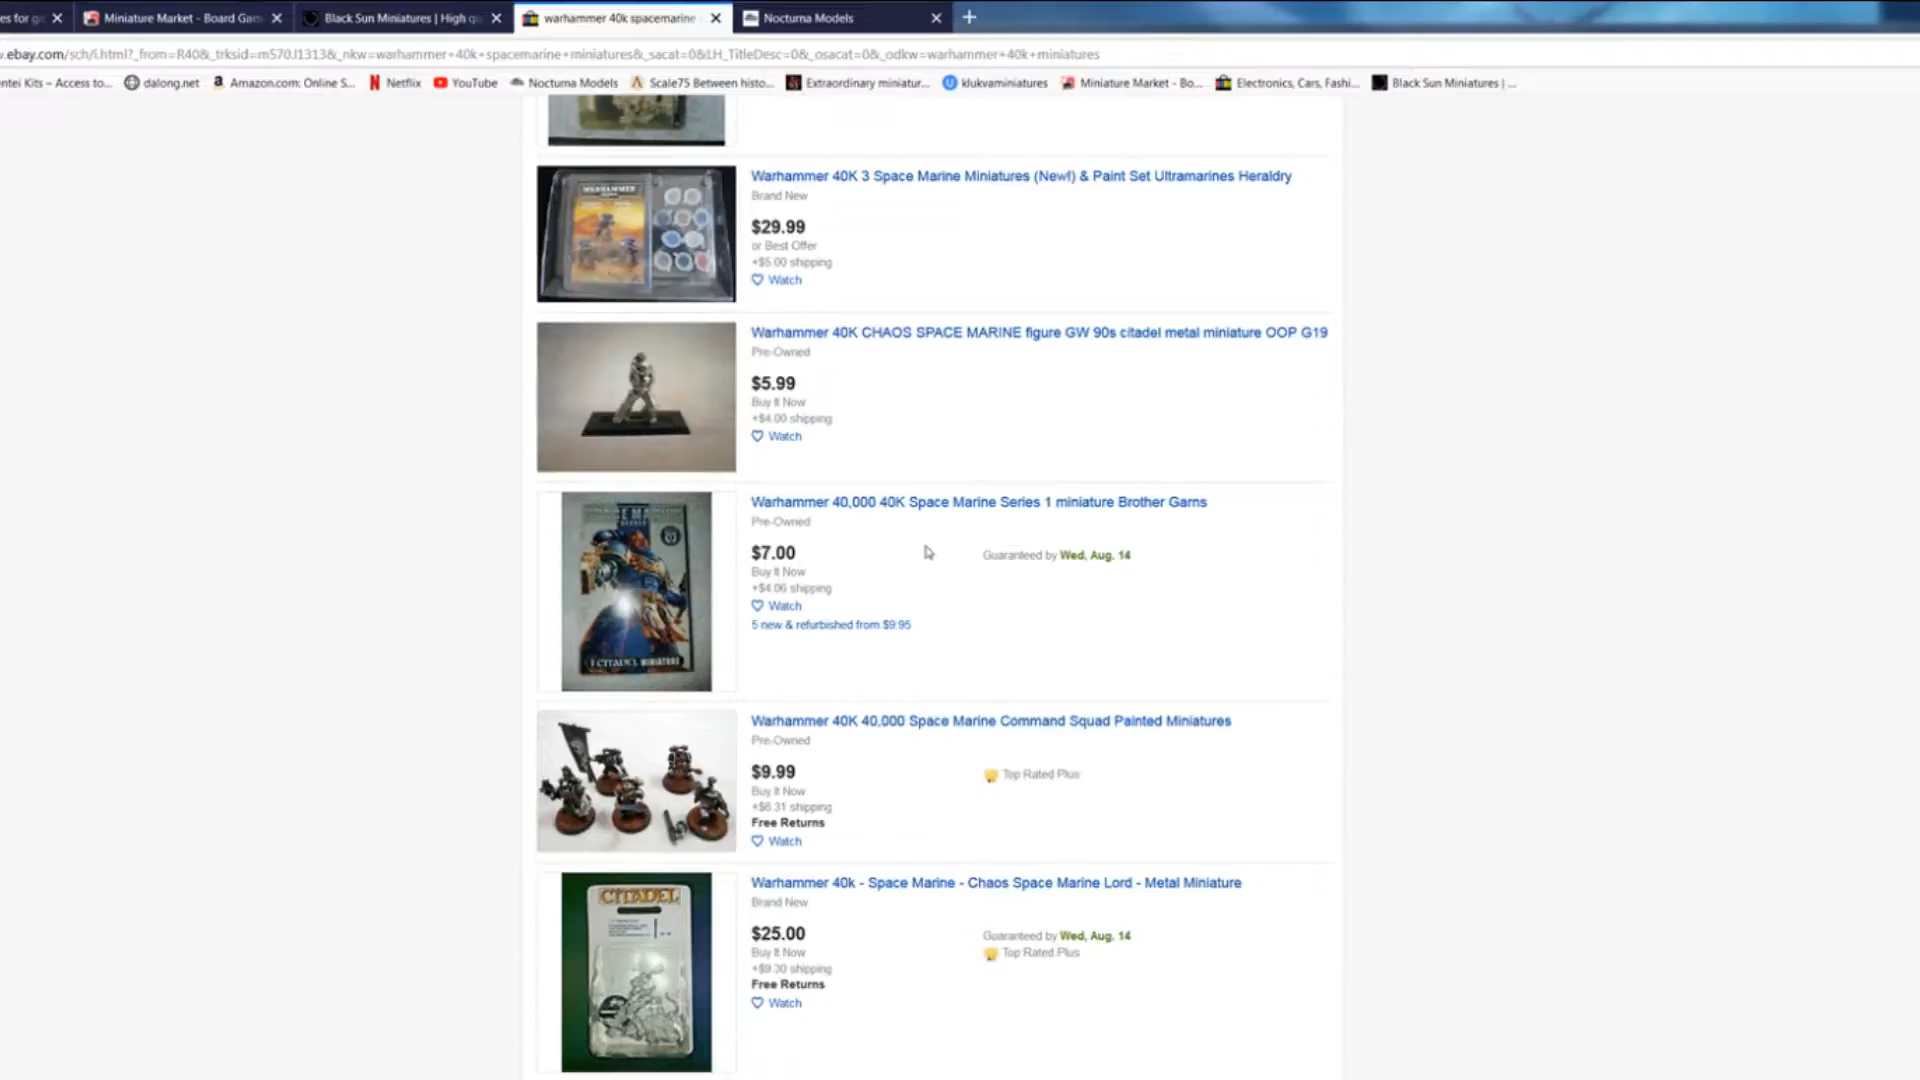 es for g
Miniature Market - Board Gam
Black Sun Miniatures | High qu
warhammer 40k spacemarine
Nocturna Models
.ebay.com/sch/i.html?_from=R40&_trksid=m570.l1313&_nkw=warhammer+40k+spacemarine+miniatures&_sacat=0&LH_TitleDesc=0&_osacat=0&_odkw=warhammer+40k+miniatures
entei Kits – Access to...
dalong.net
Amazon.com: Online S...
Netflix
YouTube
Nocturna Models
Scale75 Between histo...
Extraordinary miniatur...
klukvaminiatures
Miniature Market - Bo...
Electronics, Cars, Fashi...
Black Sun Miniatures | ...
Warhammer 40K 3 Space Marine Miniatures (New!) & Paint Set Ultramarines Heraldry
Brand New
$29.99
or Best Offer
+$5.00 shipping
Watch
WARHAMMER
Warhammer 40K CHAOS SPACE MARINE figure GW 90s citadel metal miniature OOP G19
Pre-Owned
$5.99
Buy It Now
+$4.00 shipping
Watch
Warhammer 40,000 40K Space Marine Series 1 miniature Brother Garns
Pre-Owned
$7.00
Guaranteed by Wed, Aug. 14
Buy It Now
+$4.06 shipping
Watch
5 new & refurbished from $9.95
1 CITADEL MINIATURE
Warhammer 40K 40,000 Space Marine Command Squad Painted Miniatures
Pre-Owned
$9.99
Top Rated Plus
Buy It Now
+$6.31 shipping
Free Returns
Watch
Warhammer 40k - Space Marine - Chaos Space Marine Lord - Metal Miniature
Brand New
$25.00
Guaranteed by Wed, Aug. 14
Buy It Now
Top Rated Plus
+$9.30 shipping
Free Returns
Watch
CITADEL